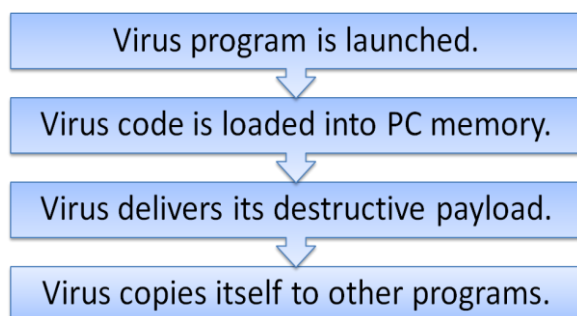 Virus program is launched.
Virus code is loaded into PC memory.
Virus delivers its destructive payload.
Virus copies itself to other programs.